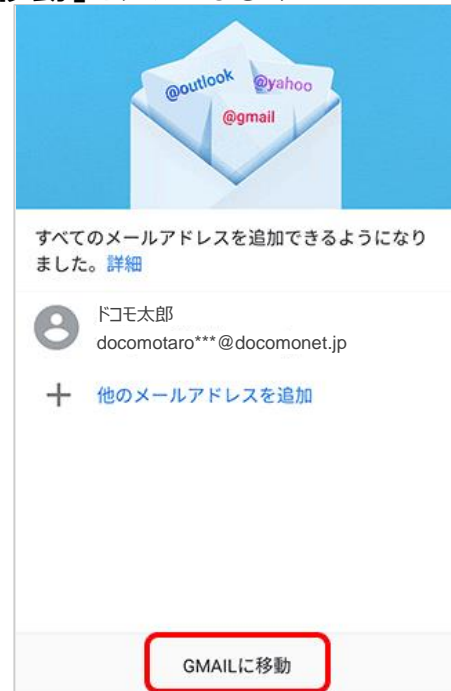 @outlook
@yahoo
@gmail
すべてのメールアドレスを追加できるようになり
ました。詳細
ドコモ太郎
docomotaro***@docomonet.jp
他のメールアドレスを追加
GMAILに移動